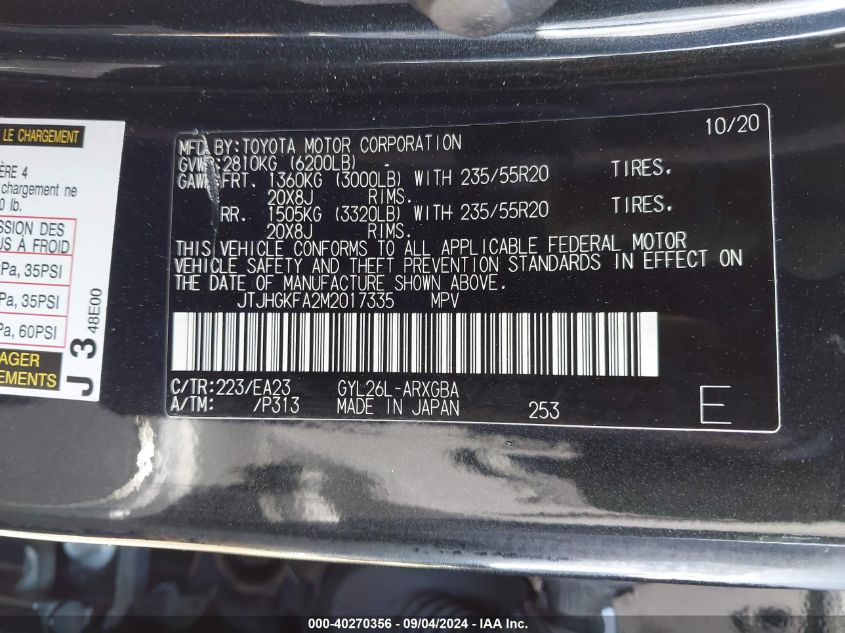 LE CHARGEMENT
ÈRE 4
chargement ne
0 lb.
SSION DES
US À FROID
Pa, 35PSI
Pa, 35PSI
Pa, 60PSI
AGER
EMENTS
J 3 48E00
10/20
MFD. BY:TOYOTA MOTOR CORPORATION
GVWR:2810KG (6200LB)
GAWR:FRT. 1360KG (3000LB) WITH 235/55R20 TIRES.
20X8J RIMS.
RR. 1505KG (3320LB) WITH 235/55R20 TIRES.
20X8J RIMS.
THIS VEHICLE CONFORMS TO ALL APPLICABLE FEDERAL MOTOR
VEHICLE SAFETY AND THEFT PREVENTION STANDARDS IN EFFECT ON
THE DATE OF MANUFACTURE SHOWN ABOVE.
JTJHGKFA2M2017335 MPV
C/TR:223/EA23 GYL26L-ARXGBA
A/TM: /P313 MADE IN JAPAN 253 E
000-40270356 - 09/04/2024 - IAA Inc.